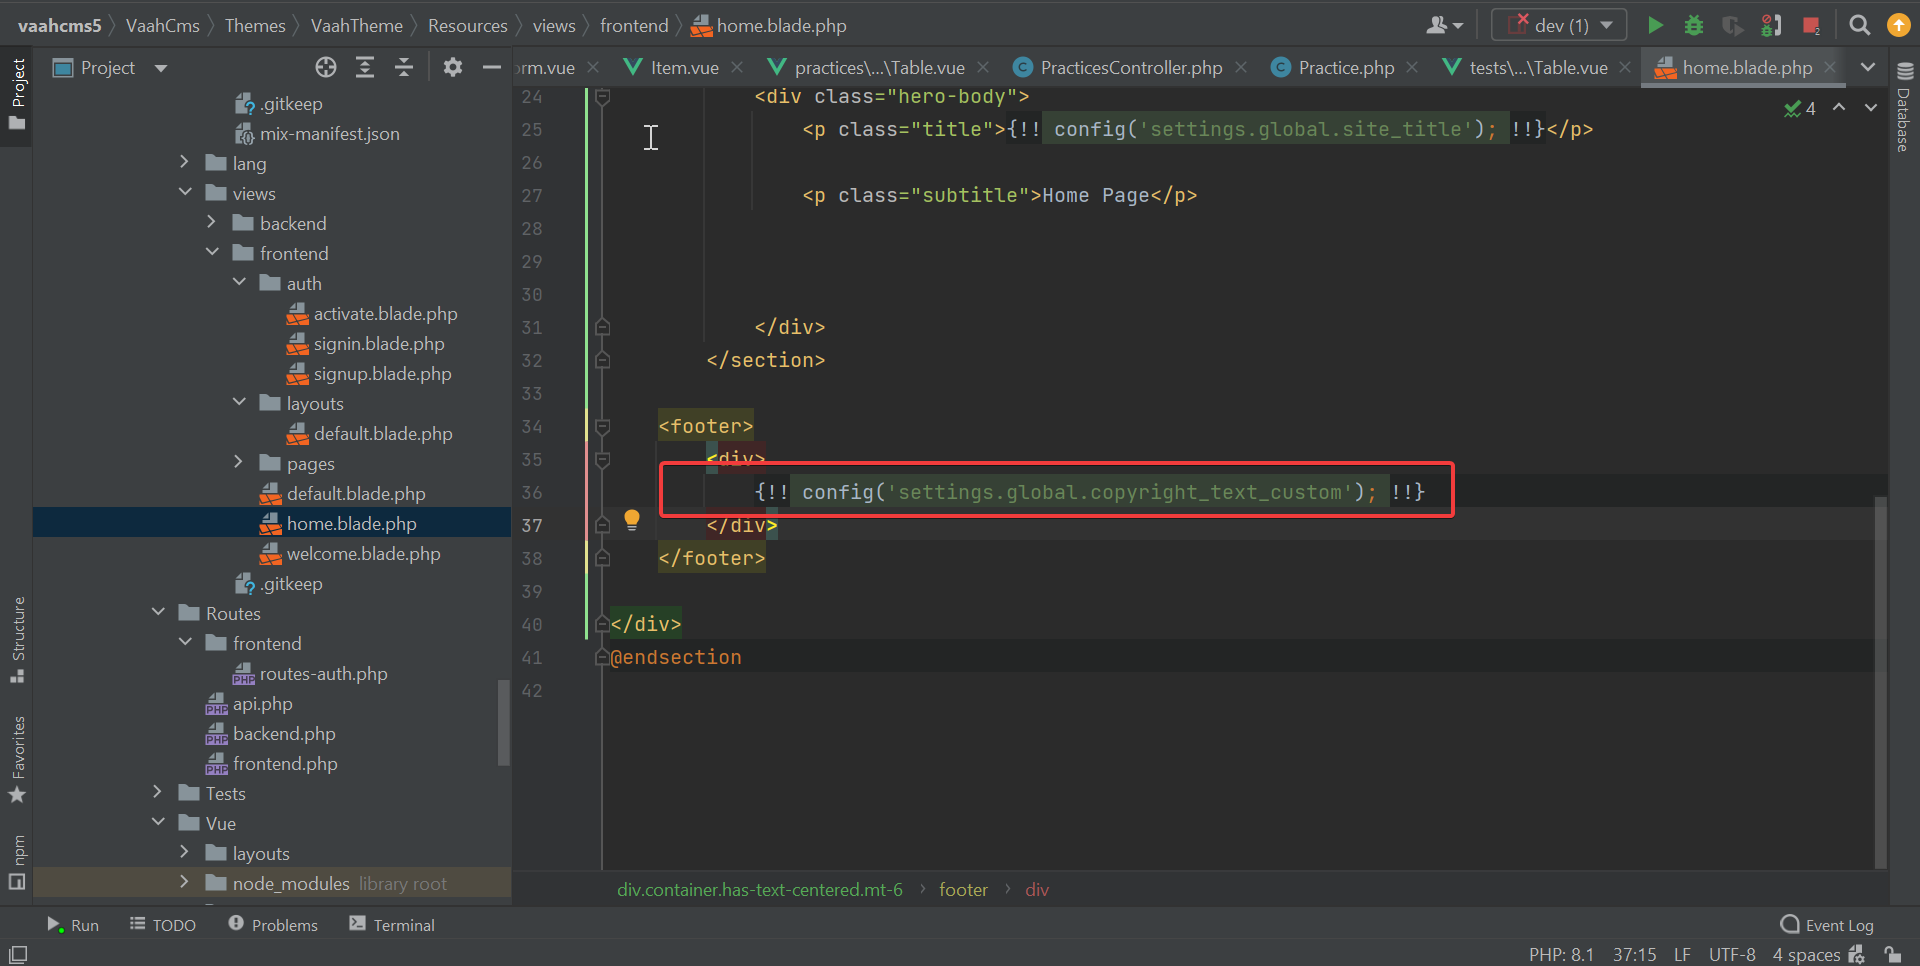 vaahcms5 VaahCms Themes VaahTheme Resources views frontend home.blade.php
dev (1)
Project
orm.vue
Item.vue
practices\...\Table.vue
PracticesController.php
Practice.php
tests\...\Table.vue
home.blade.php
Project
Structure
Favorites
npm
Database
.gitkeep
mix-manifest.json
lang
views
backend
frontend
auth
activate.blade.php
signin.blade.php
signup.blade.php
layouts
default.blade.php
pages
default.blade.php
home.blade.php
welcome.blade.php
.gitkeep
Routes
frontend
routes-auth.php
api.php
backend.php
frontend.php
Tests
Vue
layouts
node_modules library root
4
24 <div class="hero-body">
25 <p class="title">{!! config('settings.global.site_title'); !!}</p>
26
27 <p class="subtitle">Home Page</p>
28
29
30
31 </div>
32 </section>
33
34 <footer>
35 <div>
36 {!! config('settings.global.copyright_text_custom'); !!}
37 </div>
38 </footer>
39
40 </div>
41 @endsection
42
div.container.has-text-centered.mt-6 footer div
Run TODO Problems Terminal Event Log
PHP: 8.1 37:15 LF UTF-8 4 spaces